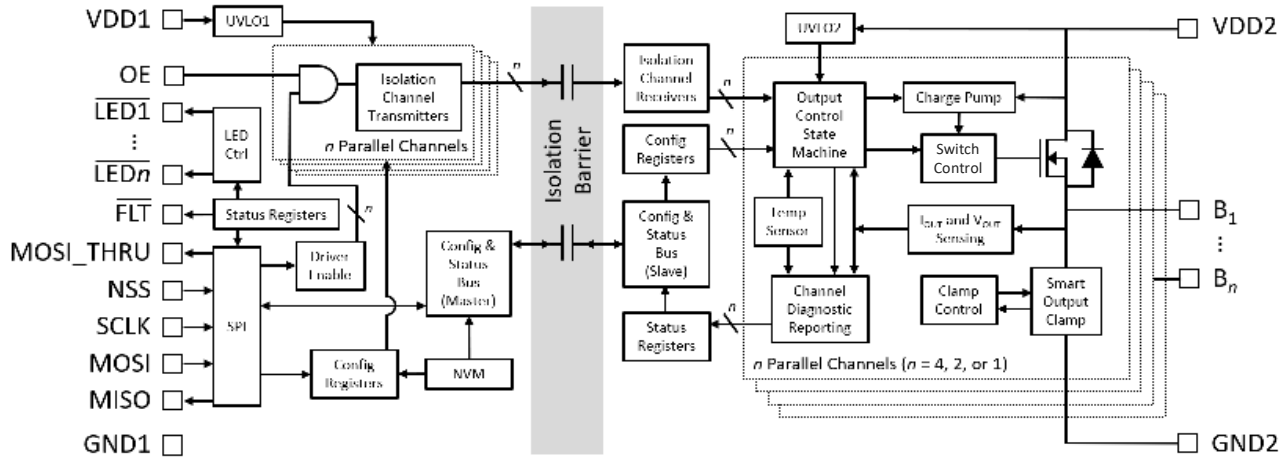 VDD1
UVLO1
OE
Isolation
Channel
Transmitters
n Parallel Channels
n
LED1
⋮
LEDn
LED
Ctrl
FLT
Status Registers
n
MOSI_THRU
Driver
Enable
NSS
SCLK
MOSI
MISO
SPI
GND1
Config &
Status
Bus
(Master)
Config
Registers
NVM
Isolation
Barrier
Isolation
Channel
Receivers
n
Config
Registers
n
Config &
Status
Bus
(Slave)
Status
Registers
n
UVLO2
Output
Control
State
Machine
Charge Pump
Switch
Control
Temp
Sensor
IOUT and VOUT
Sensing
Channel
Diagnostic
Reporting
Clamp
Control
Smart
Output
Clamp
n Parallel Channels (n = 4, 2, or 1)
VDD2
B1
⋮
Bn
GND2